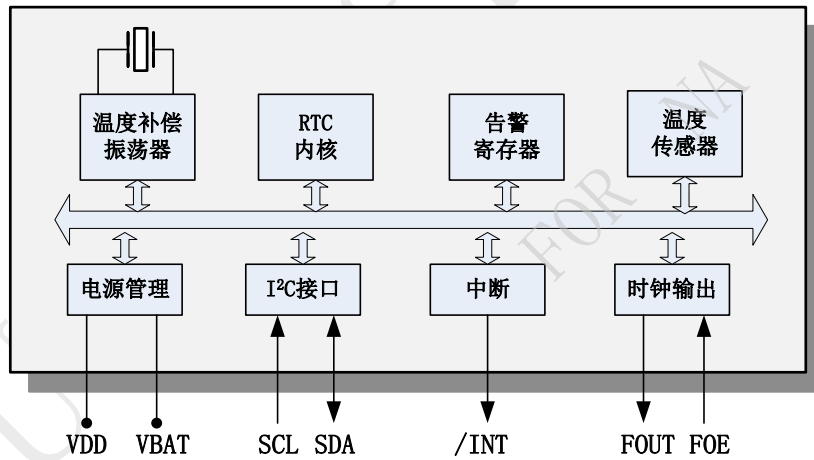 温度补偿
振荡器
RTC
内核
告警
寄存器
温度
传感器
电源管理
I²C接口
中断
时钟输出
VDD VBAT SCL SDA /INT FOUT FOE
FOR NA